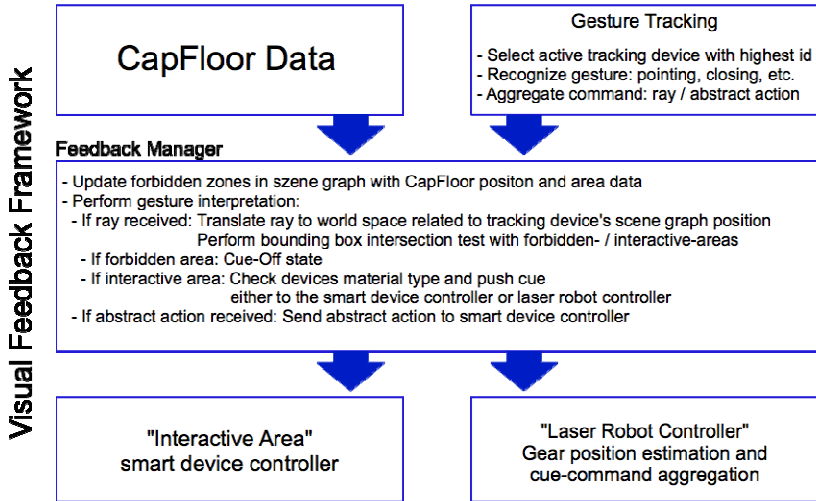 Visual Feedback Framework
CapFloor Data
Gesture Tracking
- Select active tracking device with highest id
- Recognize gesture: pointing, closing, etc.
- Aggregate command: ray / abstract action
Feedback Manager
- Update forbidden zones in szene graph with CapFloor positon and area data
- Perform gesture interpretation:
- If ray received: Translate ray to world space related to tracking device's scene graph position
Perform bounding box intersection test with forbidden- / interactive-areas
- If forbidden area: Cue-Off state
- If interactive area: Check devices material type and push cue
either to the smart device controller or laser robot controller
- If abstract action received: Send abstract action to smart device controller
"Interactive Area"
smart device controller
"Laser Robot Controller"
Gear position estimation and
cue-command aggregation